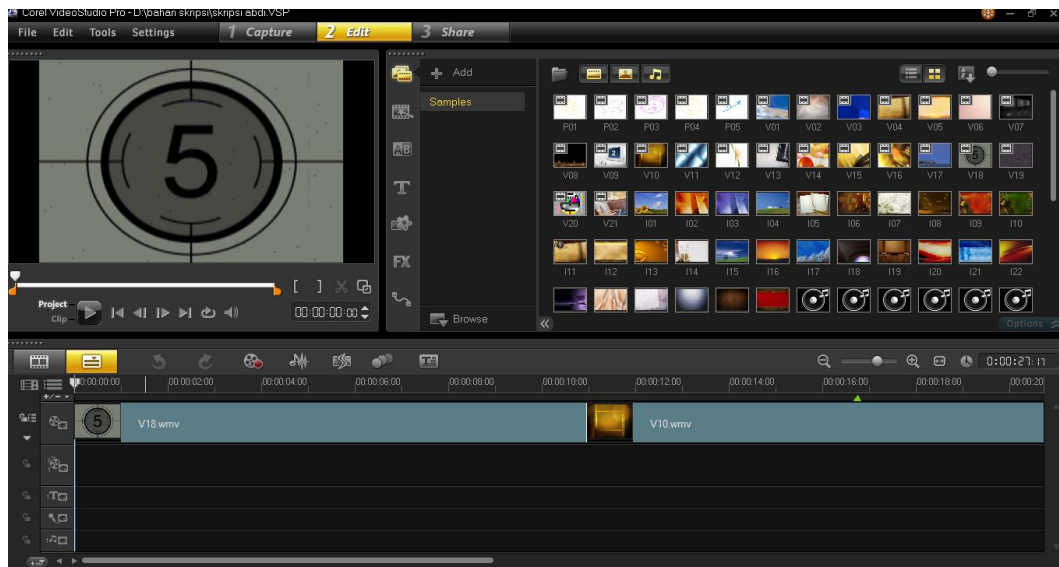 Corel VideoStudio Pro - D:\bahan skripsi\skripsi abdi.VSP
File Edit Tools Settings 1 Capture 2 Edit 3 Share
5
Project
Clip
[ ]
00:00:00:00
Add
Samples
AB
T
FX
Browse
P01 P02 P03 P04 P05 V01 V02 V03 V04 V05 V06 V07
V08 V09 V10 V11 V12 V13 V14 V15 V16 V17 V18 V19
V20 V21 I01 I02 I03 I04 I05 I06 I07 I08 I09 I10
I11 I12 I13 I14 I15 I16 I17 I18 I19 I20 I21 I22
Options
0:00:27:17
00:00:00:00 00:00:02:00 00:00:04:00 00:00:06:00 00:00:08:00 00:00:10:00 00:00:12:00 00:00:14:00 00:00:16:00 00:00:18:00 00:00:20
5 V18.wmv V10.wmv